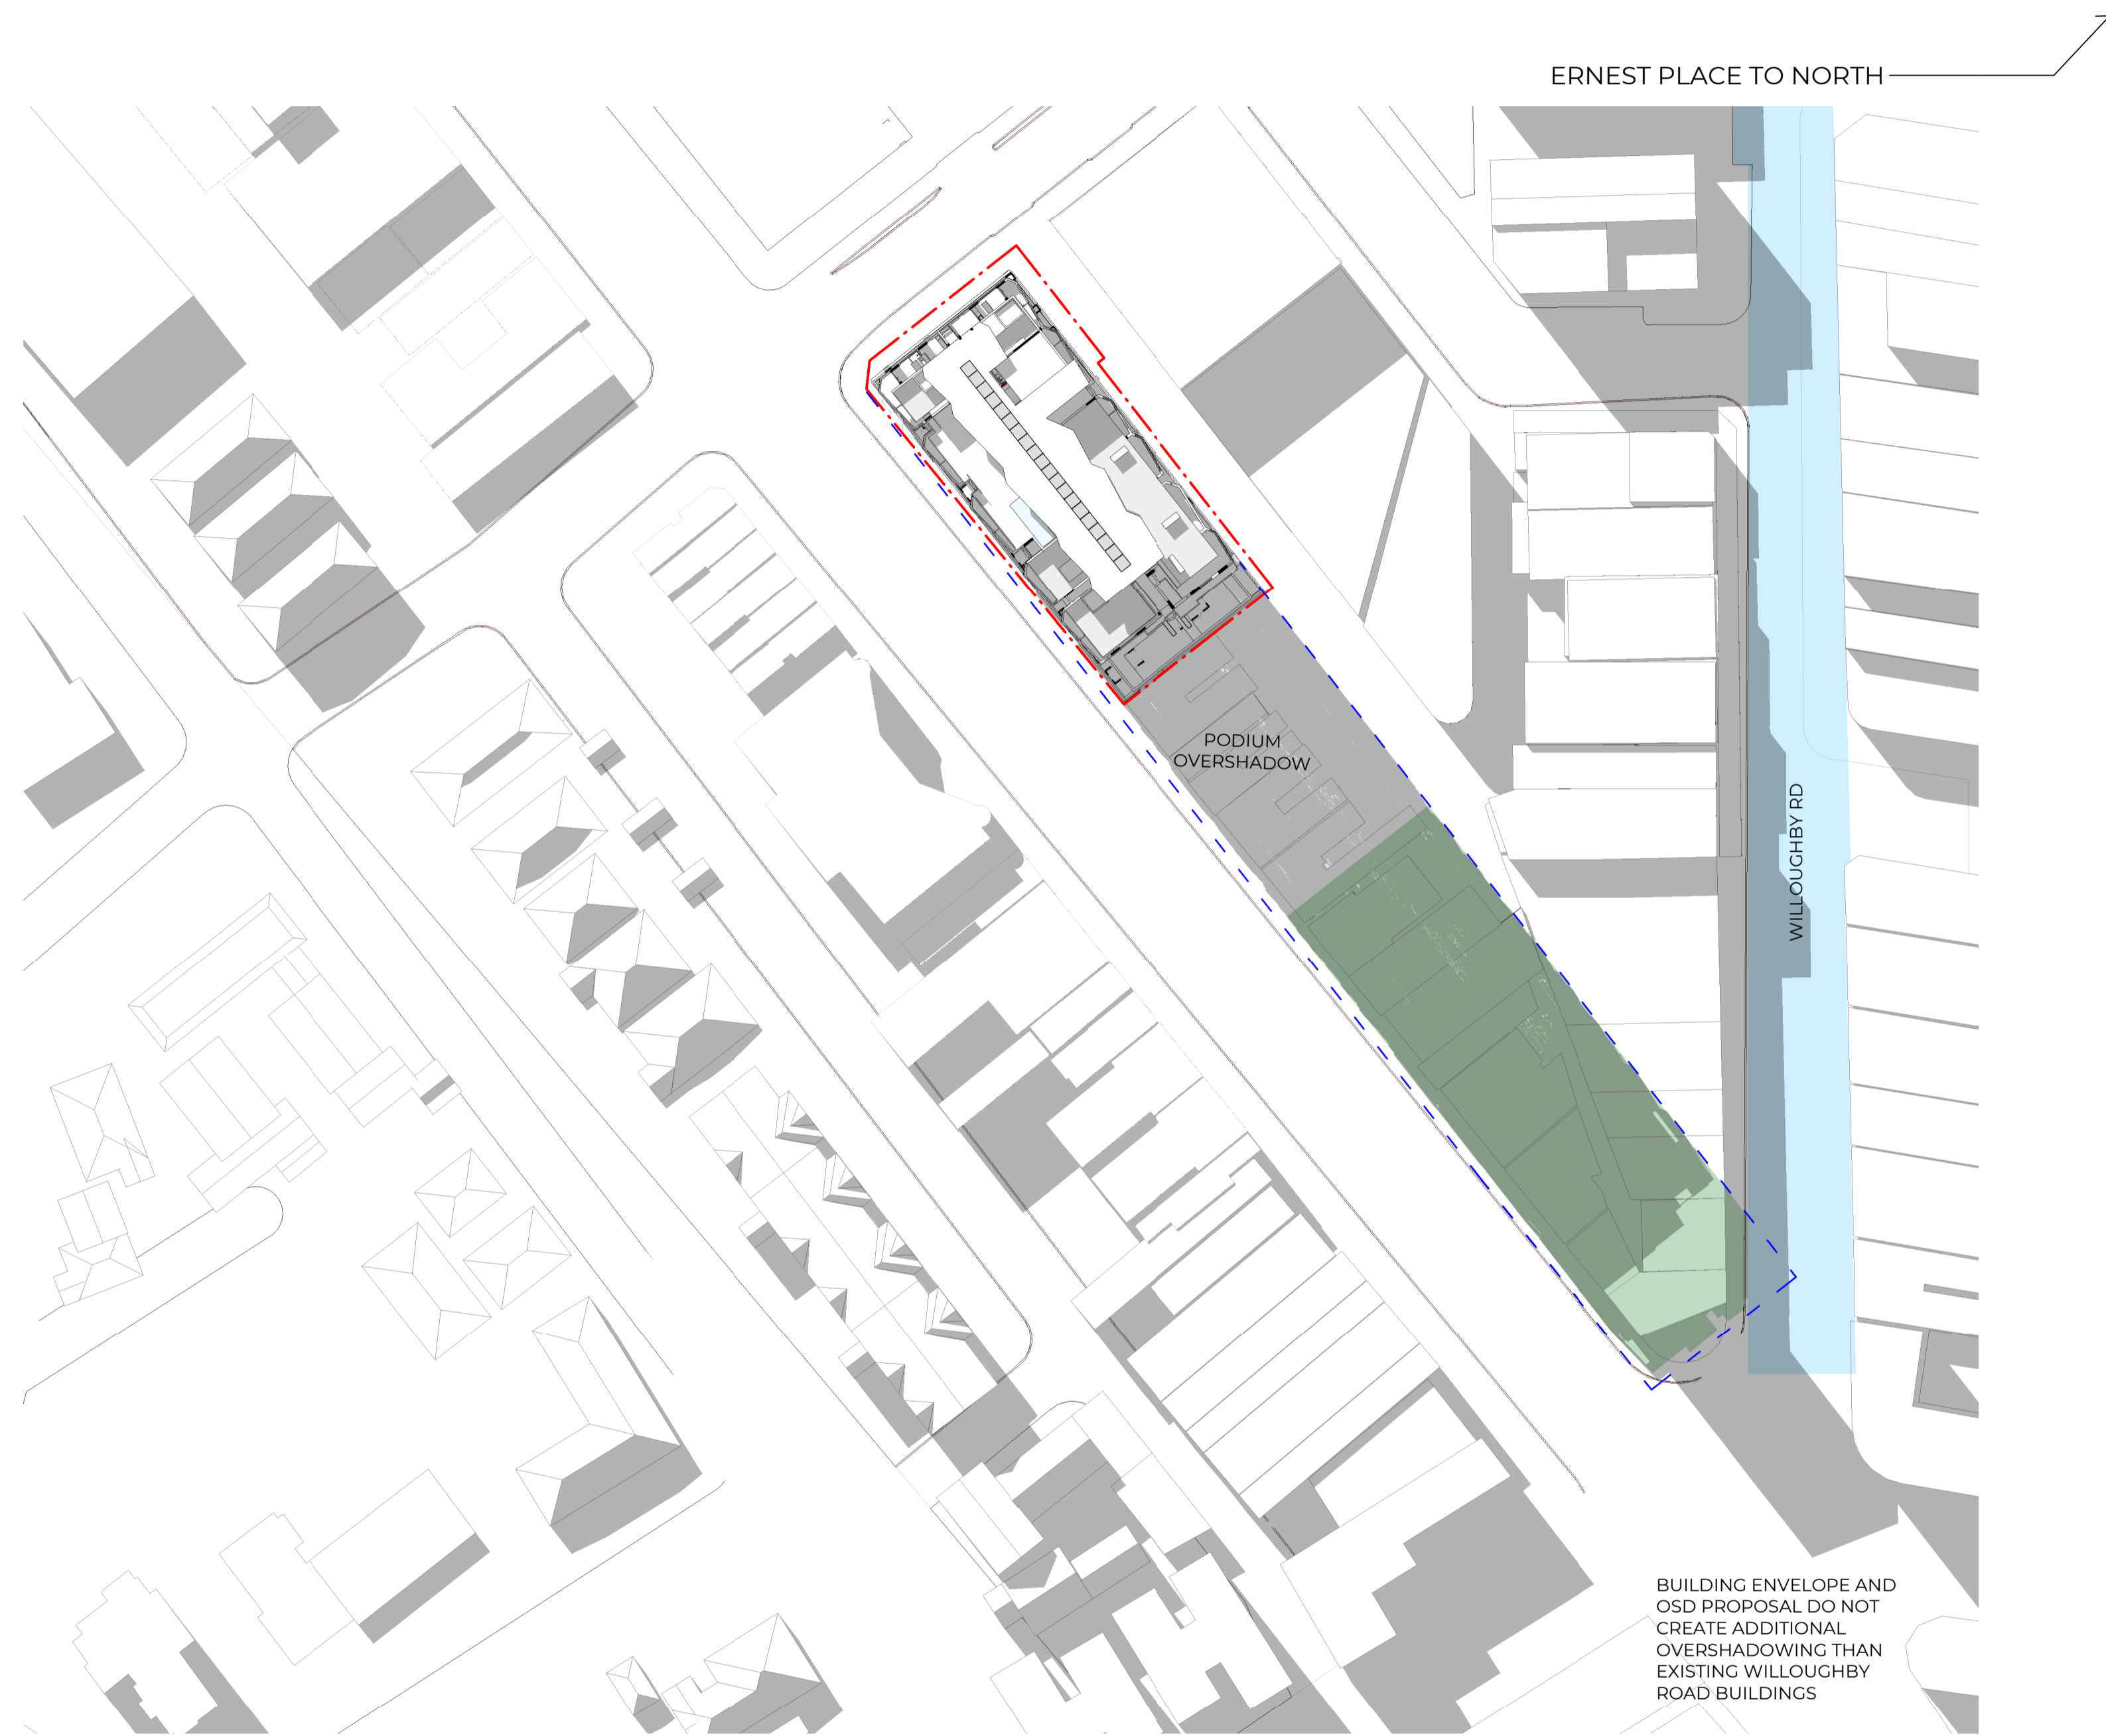 ERNEST PLACE TO NORTH
PODIUM
OVERSHADOW
WILLOUGHBY RD
BUILDING ENVELOPE AND
OSD PROPOSAL DO NOT
CREATE ADDITIONAL
OVERSHADOWING THAN
EXISTING WILLOUGHBY
ROAD BUILDINGS